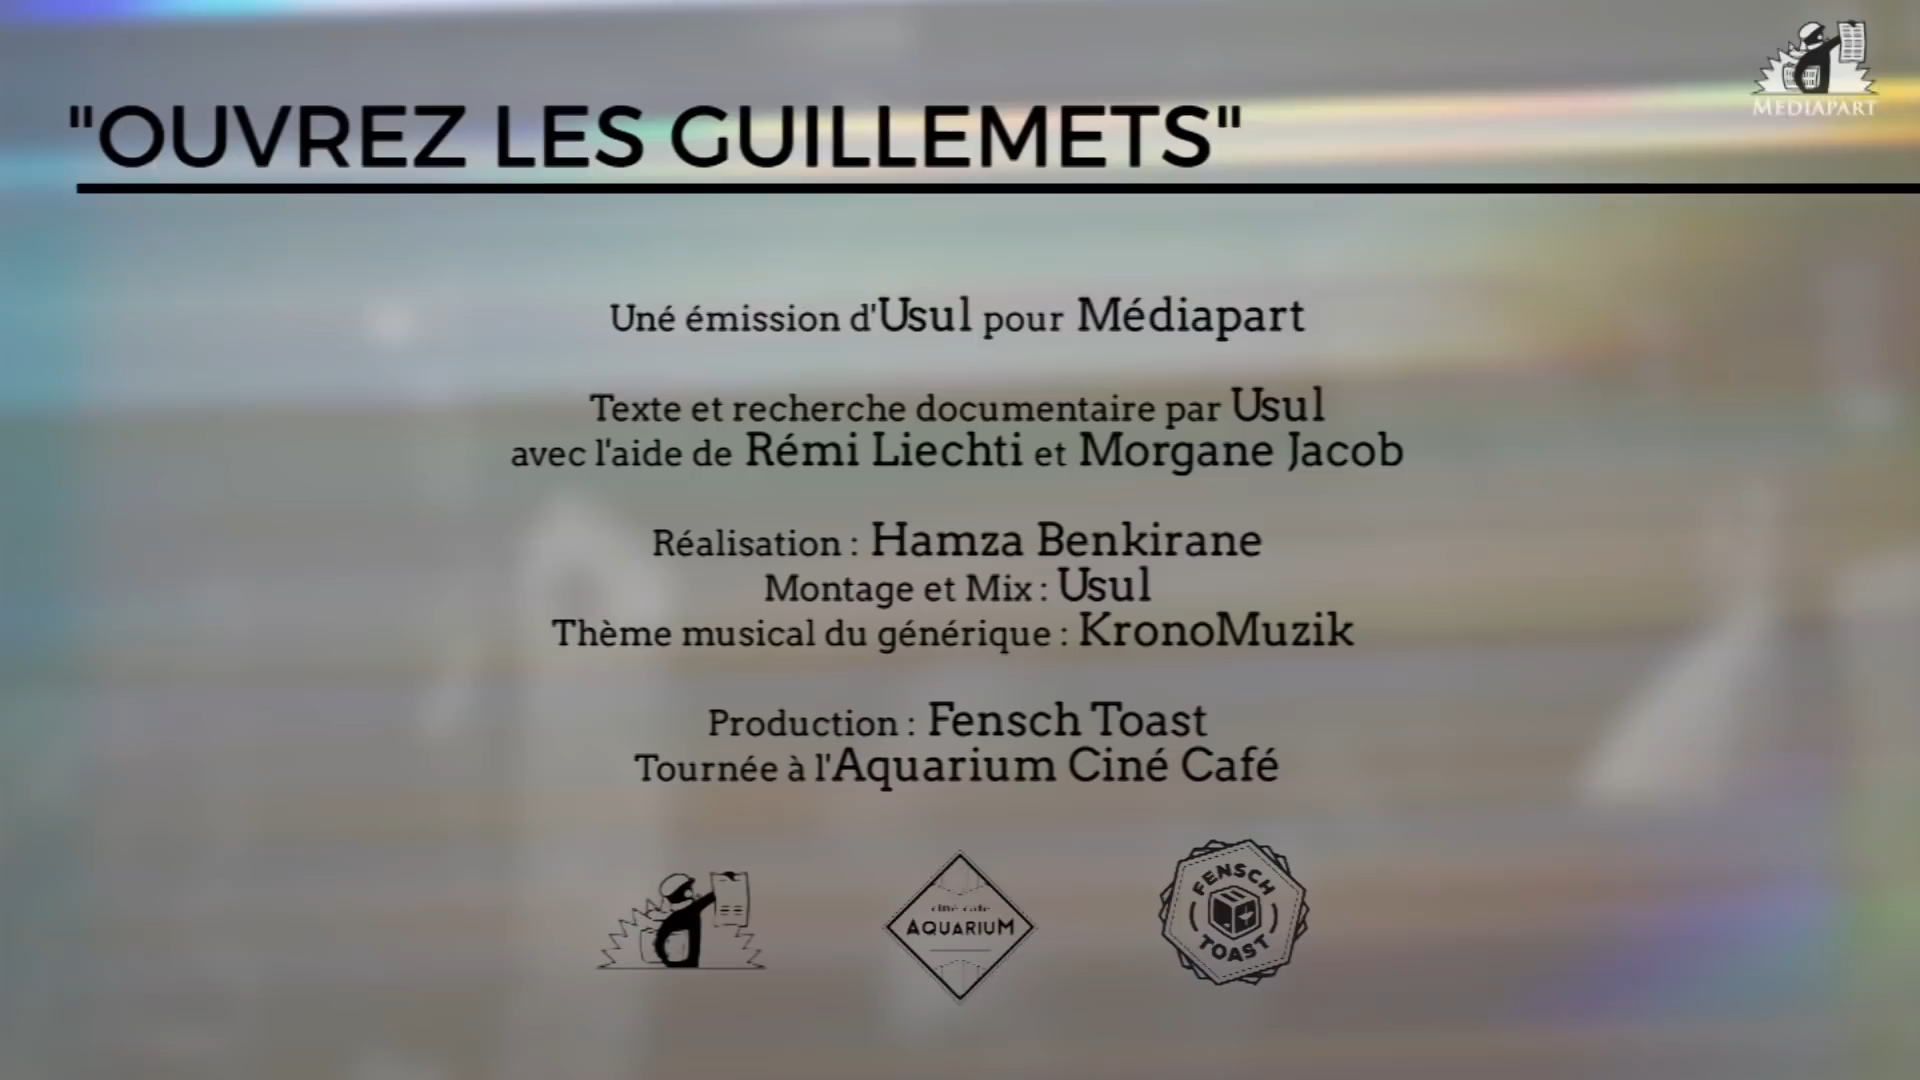 MEDIAPART
"OUVREZ LES GUILLEMETS"
Uné émission d'Usul pour Médiapart
Texte et recherche documentaire par Usul
avec l'aide de Rémi Liechti et Morgane Jacob
Réalisation : Hamza Benkirane
Montage et Mix : Usul
Thème musical du générique : KronoMuzik
Production : Fensch Toast
Tournée à l'Aquarium Ciné Café
ciné café
AQUARIUM
FENSCH
TOAST